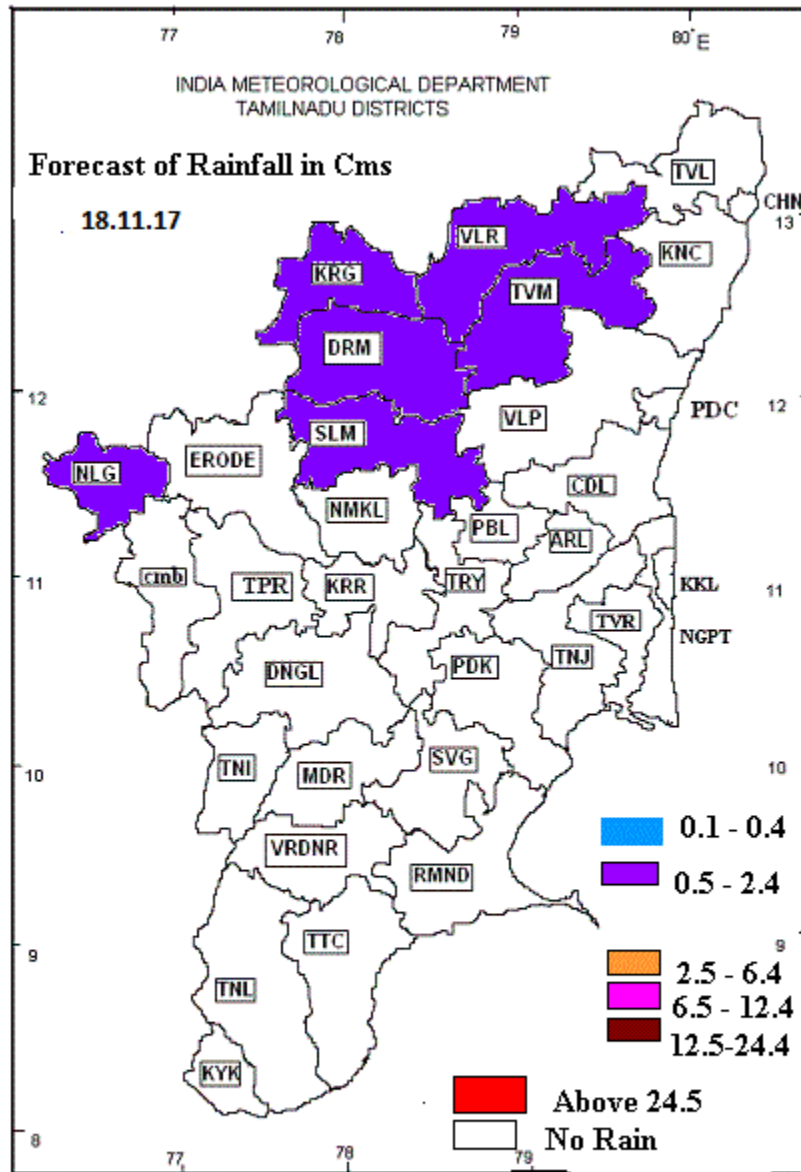 77 78 79 80°E
INDIA METEOROLOGICAL DEPARTMENT
TAMILNADU DISTRICTS
Forecast of Rainfall in Cms
TVL
CHN
18.11.17
13
VLR
KNC
KRG
TVM
DRM
12
12
PDC
VLP
SLM
ERODE
NLG
CDL
NMKL
PBL
ARL
11
cmb
TPR
KRR
TRY
KKL
11
TVR
NGPT
DNGL
PDK
TNJ
10
TNI
MDR
SVG
10
0.1 - 0.4
VRDNR
RMND
0.5 - 2.4
9
TTC
9
2.5 - 6.4
TNL
6.5 - 12.4
12.5-24.4
KYK
Above 24.5
8
No Rain
77 78 79